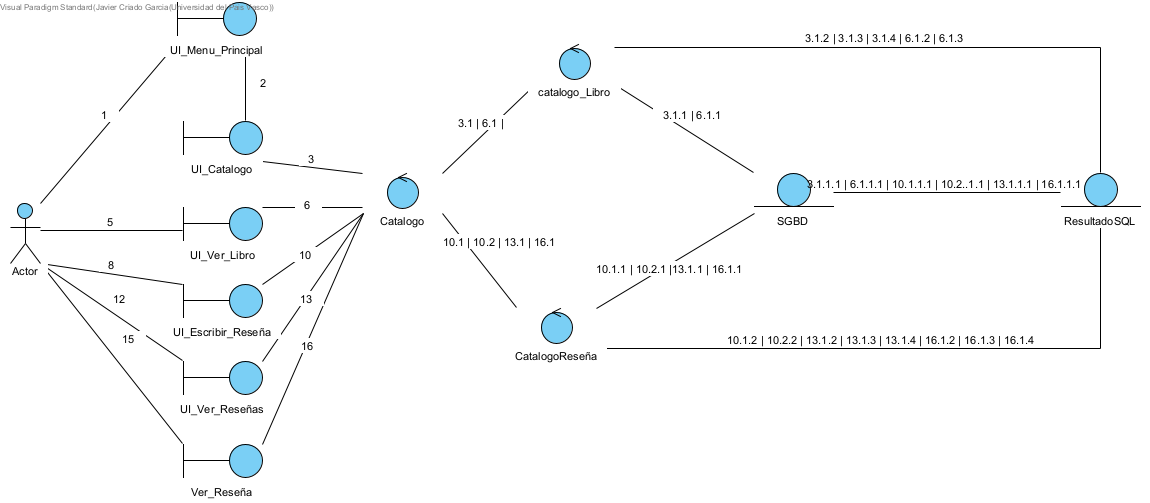 Visual Paradigm Standard(Javier Criado Garcia(Universidad del Pais Vasco))
UI_Menu_Principal
3.1.2 | 3.1.3 | 3.1.4 | 6.1.2 | 6.1.3
2
catalogo_Libro
1
3.1 | 6.1 |
3.1.1 | 6.1.1
UI_Catalogo
3
3.1.1.1 | 6.1.1.1 | 10.1.1.1 | 10.2..1.1 | 13.1.1.1 | 16.1.1.1
5
6
Catalogo
SGBD
ResultadoSQL
UI_Ver_Libro
10.1 | 10.2 | 13.1 | 16.1
Actor
8
10
10.1.1 | 10.2.1 |13.1.1 | 16.1.1
12
13
UI_Escribir_Reseña
15
16
10.1.2 | 10.2.2 | 13.1.2 | 13.1.3 | 13.1.4 | 16.1.2 | 16.1.3 | 16.1.4
CatalogoReseña
UI_Ver_Reseñas
Ver_Reseña